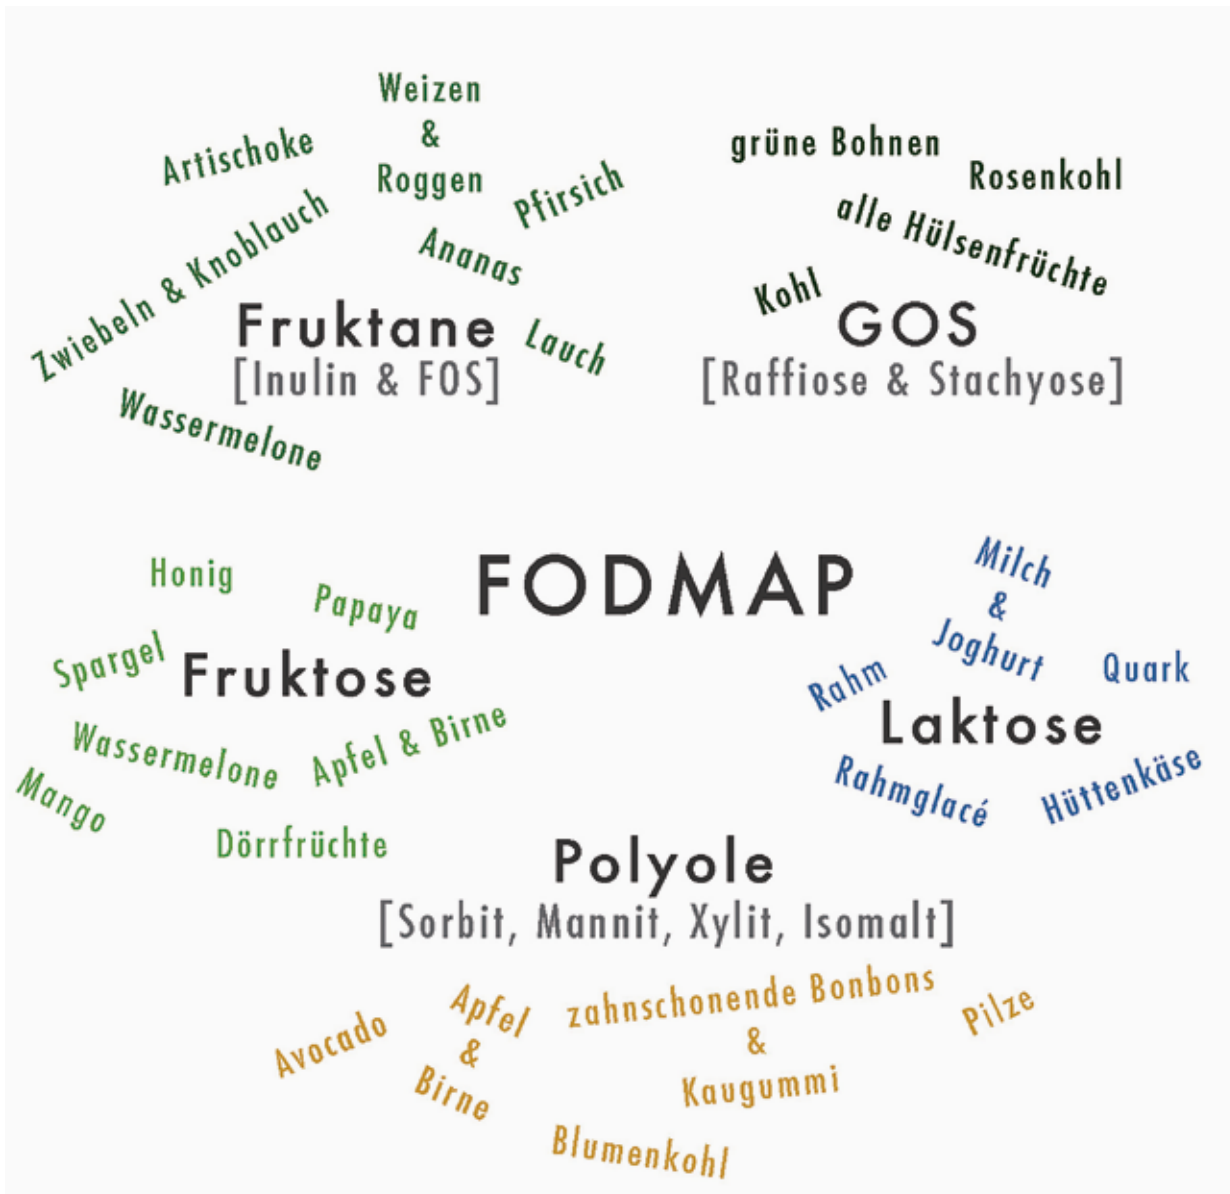 Weizen
&
Roggen
Artischoke
Pfirsich
Zwiebeln & Knoblauch
Ananas
Fruktane
[Inulin & FOS]
Lauch
Wassermelone
grüne Bohnen
Rosenkohl
alle Hülsenfrüchte
Kohl
GOS
[Raffiose & Stachyose]
FODMAP
Honig
Papaya
Spargel
Fruktose
Wassermelone
Apfel & Birne
Mango
Dörrfrüchte
Milch
&
Joghurt
Quark
Rahm
Laktose
Rahmglacé
Hüttenkäse
Polyole
[Sorbit, Mannit, Xylit, Isomalt]
Avocado
Apfel
&
Birne
zahnschonende Bonbons
&
Kaugummi
Pilze
Blumenkohl